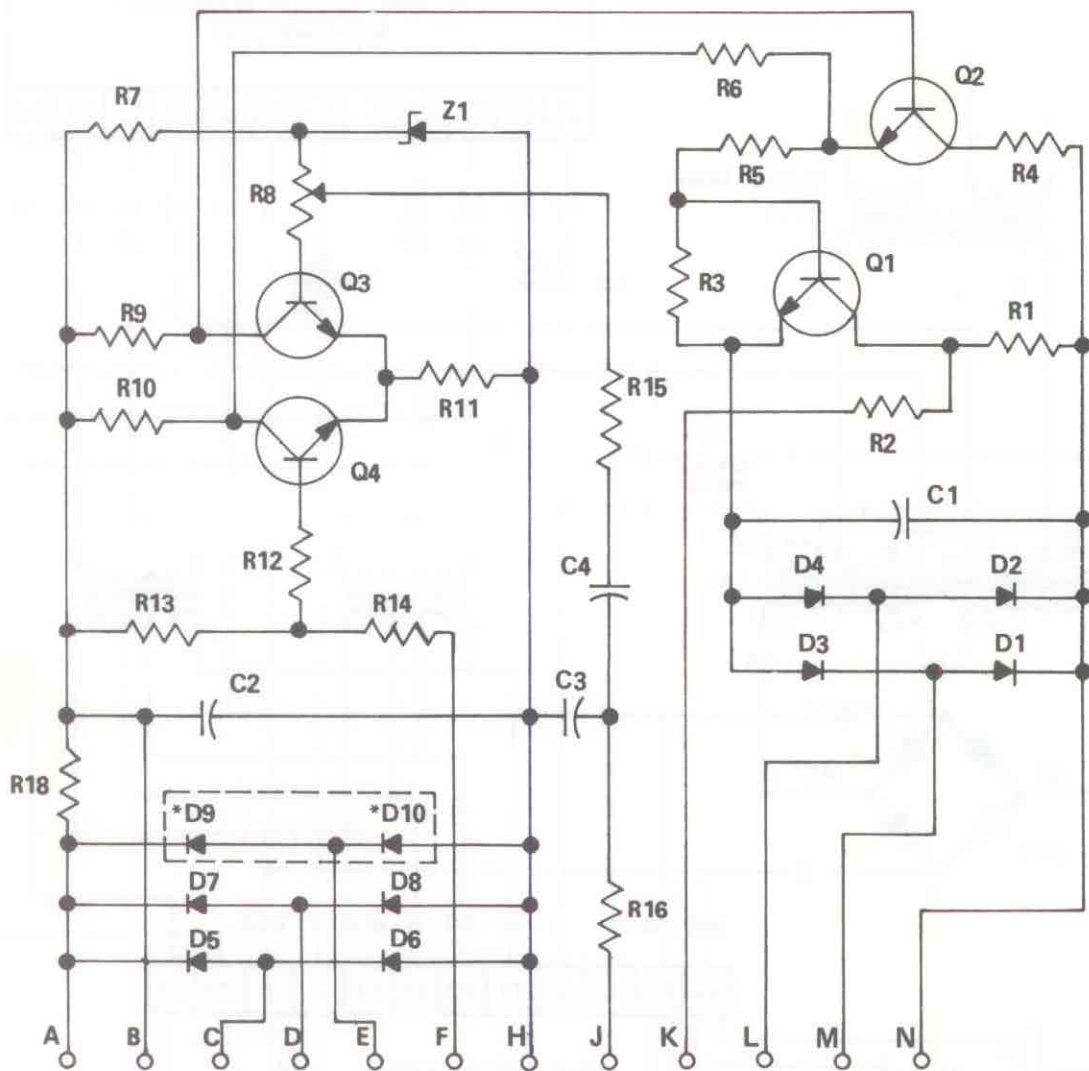 R6
Q2
R7
Z1
R5
R4
R8
Q3
Q1
R3
R1
R9
R10
R11
R15
R2
Q4
C1
R12
C4
D4
D2
R13
R14
D3
D1
C2
C3
R18
*D9
*D10
D7
D8
R16
D5
D6
A B C D E F H J K L M N